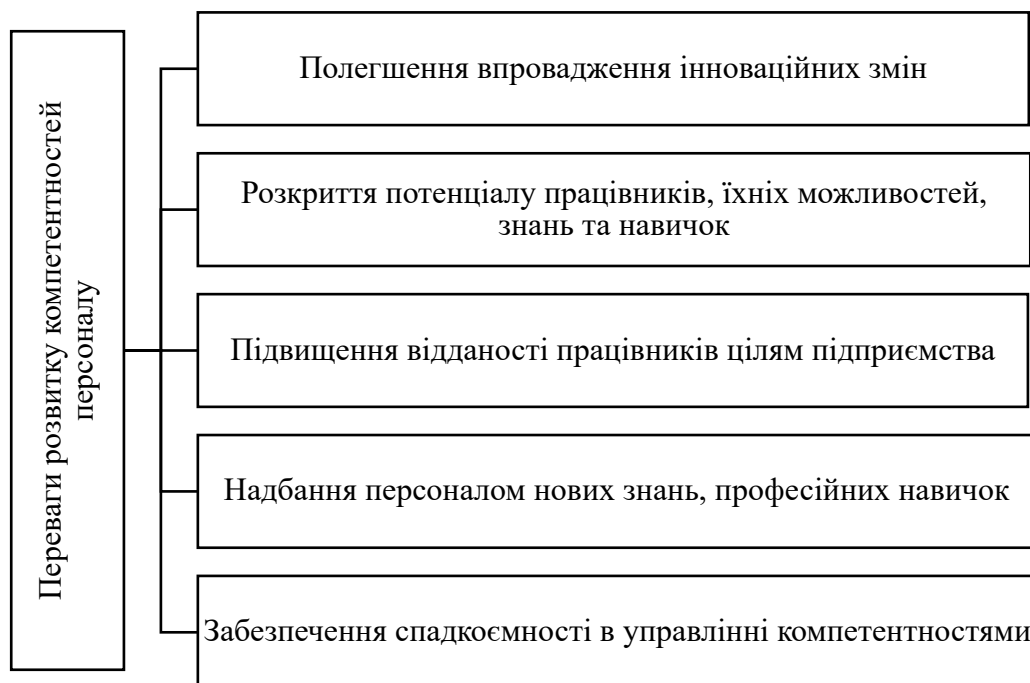 Переваги розвитку компетентностей
персоналу
Полегшення впровадження інноваційних змін
Розкриття потенціалу працівників, їхніх можливостей,
знань та навичок
Підвищення відданості працівників цілям підприємства
Надбання персоналом нових знань, професійних навичок
Забезпечення спадкоємності в управлінні компетентностями